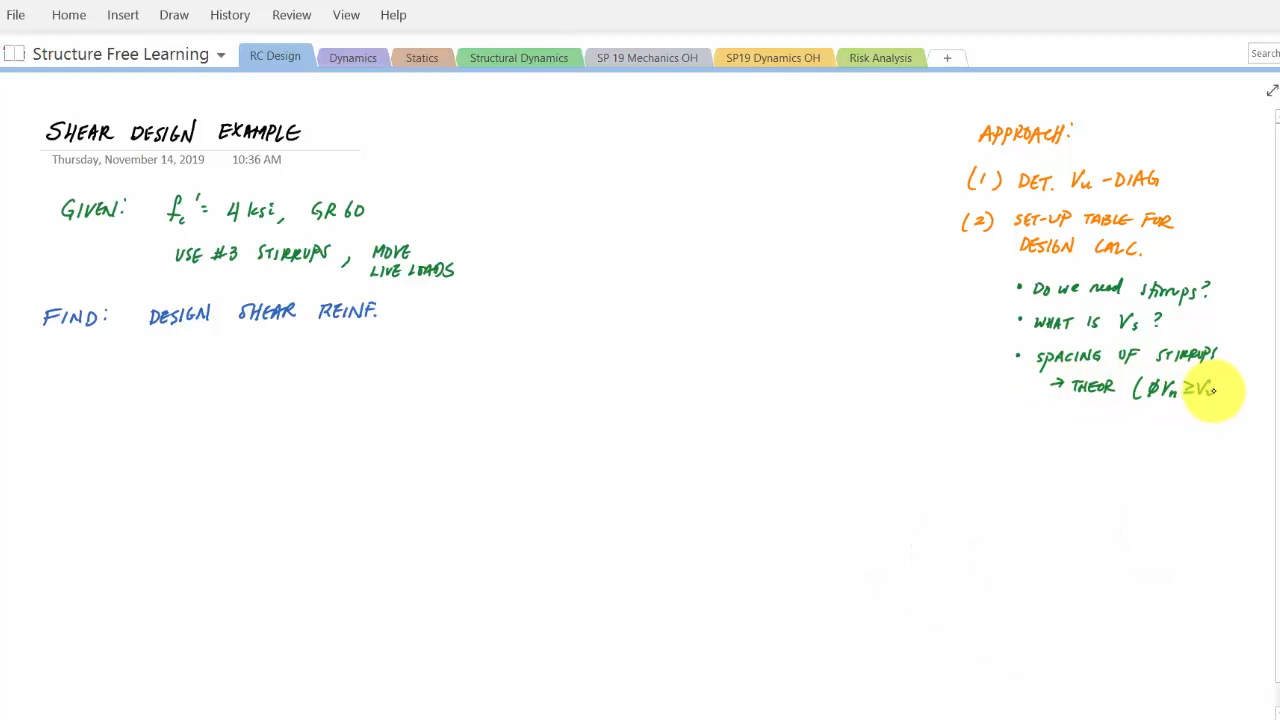 File Home Insert Draw History Review View Help
Structure Free Learning RC Design Dynamics Statics Structural Dynamics SP 19 Mechanics OH SP19 Dynamics OH Risk Analysis + Search
SHEAR DESIGN EXAMPLE
Thursday, November 14, 2019 10:36 AM
GIVEN: fc' = 4 ksi, GR 60
USE #3 STIRRUPS, MOVE
LIVE LOADS
FIND: DESIGN SHEAR REINF.
APPROACH:
(1) DET. Vu - DIAG
(2) SET-UP TABLE FOR
DESIGN CALC.
• Do we need stirrups?
• WHAT IS Vs ?
• SPACING OF STIRRUPS
→ THEOR (ϕVn ≥ Vu